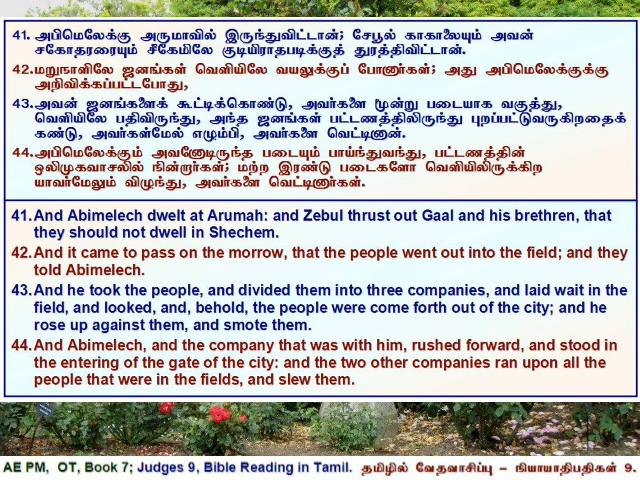 41. அபிமெலேக்கு அருமாவில் இருந்துவிட்டான்; சேபூல் காகாலையும் அவன்
சகோதரரையும் சீகேமிலே குடியிராதபடிக்குத் துரத்திவிட்டான்.
42.மறுநாளிலே ஜனங்கள் வெளியிலே வயலுக்குப் போனார்கள்; அது அபிமெலேக்குக்கு
அறிவிக்கப்பட்டபோது,
43.அவன் ஜனங்களைக் கூட்டிக்கொண்டு, அவர்களை மூன்று படையாக வகுத்து,
வெளியிலே பதிவிருந்து, அந்த ஜனங்கள் பட்டணத்திலிருந்து புறப்பட்டுவருகிறதைக்
கண்டு, அவர்கள்மேல் எழும்பி, அவர்களை வெட்டினான்.
44.அபிமெலேக்கும் அவனோடிருந்த படையும் பாய்ந்துவந்து, பட்டணத்தின்
ஒலிமுகவாசலில் நின்றார்கள்; மற்ற இரண்டு படைகளோ வெளியிலிருக்கிற
யாவர்மேலும் விழுந்து, அவர்களை வெட்டினார்கள்.
41. And Abimelech dwelt at Arumah: and Zebul thrust out Gaal and his brethren, that
they should not dwell in Shechem.
42. And it came to pass on the morrow, that the people went out into the field; and they
told Abimelech.
43. And he took the people, and divided them into three companies, and laid wait in the
field, and looked, and, behold, the people were come forth out of the city; and he
rose up against them, and smote them.
44. And Abimelech, and the company that was with him, rushed forward, and stood in
the entering of the gate of the city: and the two other companies ran upon all the
people that were in the fields, and slew them.
AE PM, OT, Book 7; Judges 9, Bible Reading in Tamil. தமிழில் வேதவாசிப்பு – நியாயாதிபதிகள் 9.